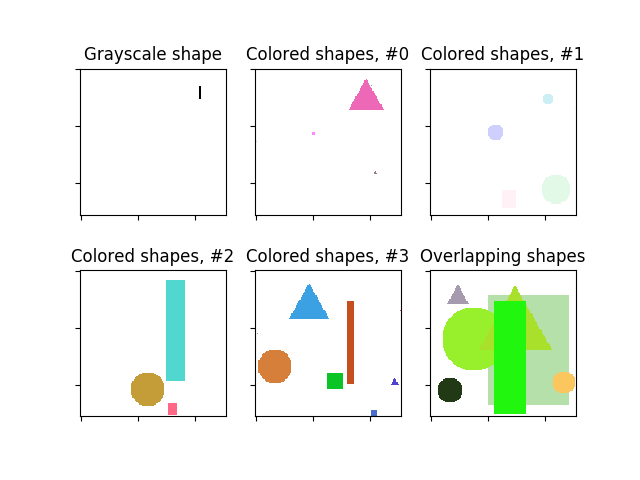 Grayscale shape
Colored shapes, #0
Colored shapes, #1
Colored shapes, #2
Colored shapes, #3
Overlapping shapes